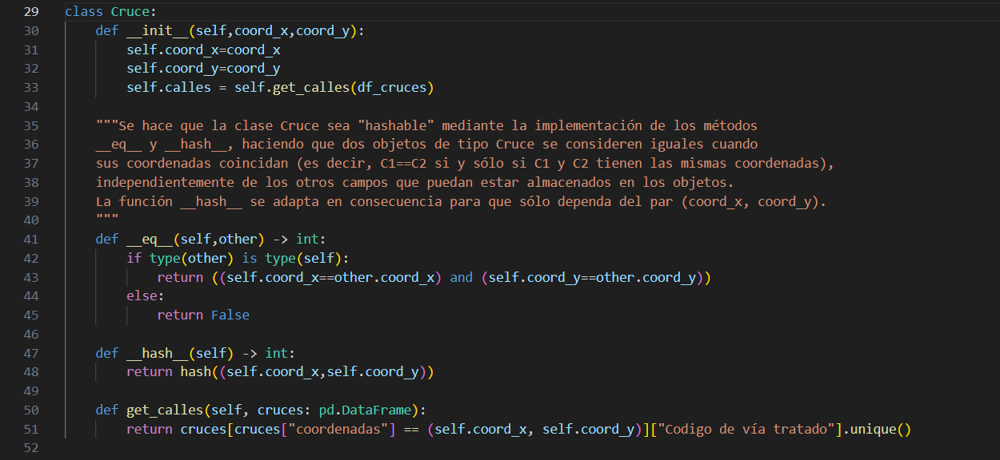 29 class Cruce:
30     def __init__(self,coord_x,coord_y):
31         self.coord_x=coord_x
32         self.coord_y=coord_y
33         self.calles = self.get_calles(df_cruces)
34
35     """Se hace que la clase Cruce sea "hashable" mediante la implementación de los métodos
36     __eq__ y __hash__, haciendo que dos objetos de tipo Cruce se consideren iguales cuando
37     sus coordenadas coincidan (es decir, C1==C2 si y sólo si C1 y C2 tienen las mismas coordenadas),
38     independientemente de los otros campos que puedan estar almacenados en los objetos.
39     La función __hash__ se adapta en consecuencia para que sólo dependa del par (coord_x, coord_y).
40     """
41     def __eq__(self,other) -> int:
42         if type(other) is type(self):
43             return ((self.coord_x==other.coord_x) and (self.coord_y==other.coord_y))
44         else:
45             return False
46
47     def __hash__(self) -> int:
48         return hash((self.coord_x,self.coord_y))
49
50     def get_calles(self, cruces: pd.DataFrame):
51         return cruces[cruces["coordenadas"] == (self.coord_x, self.coord_y)]["Codigo de vía tratado"].unique()
52